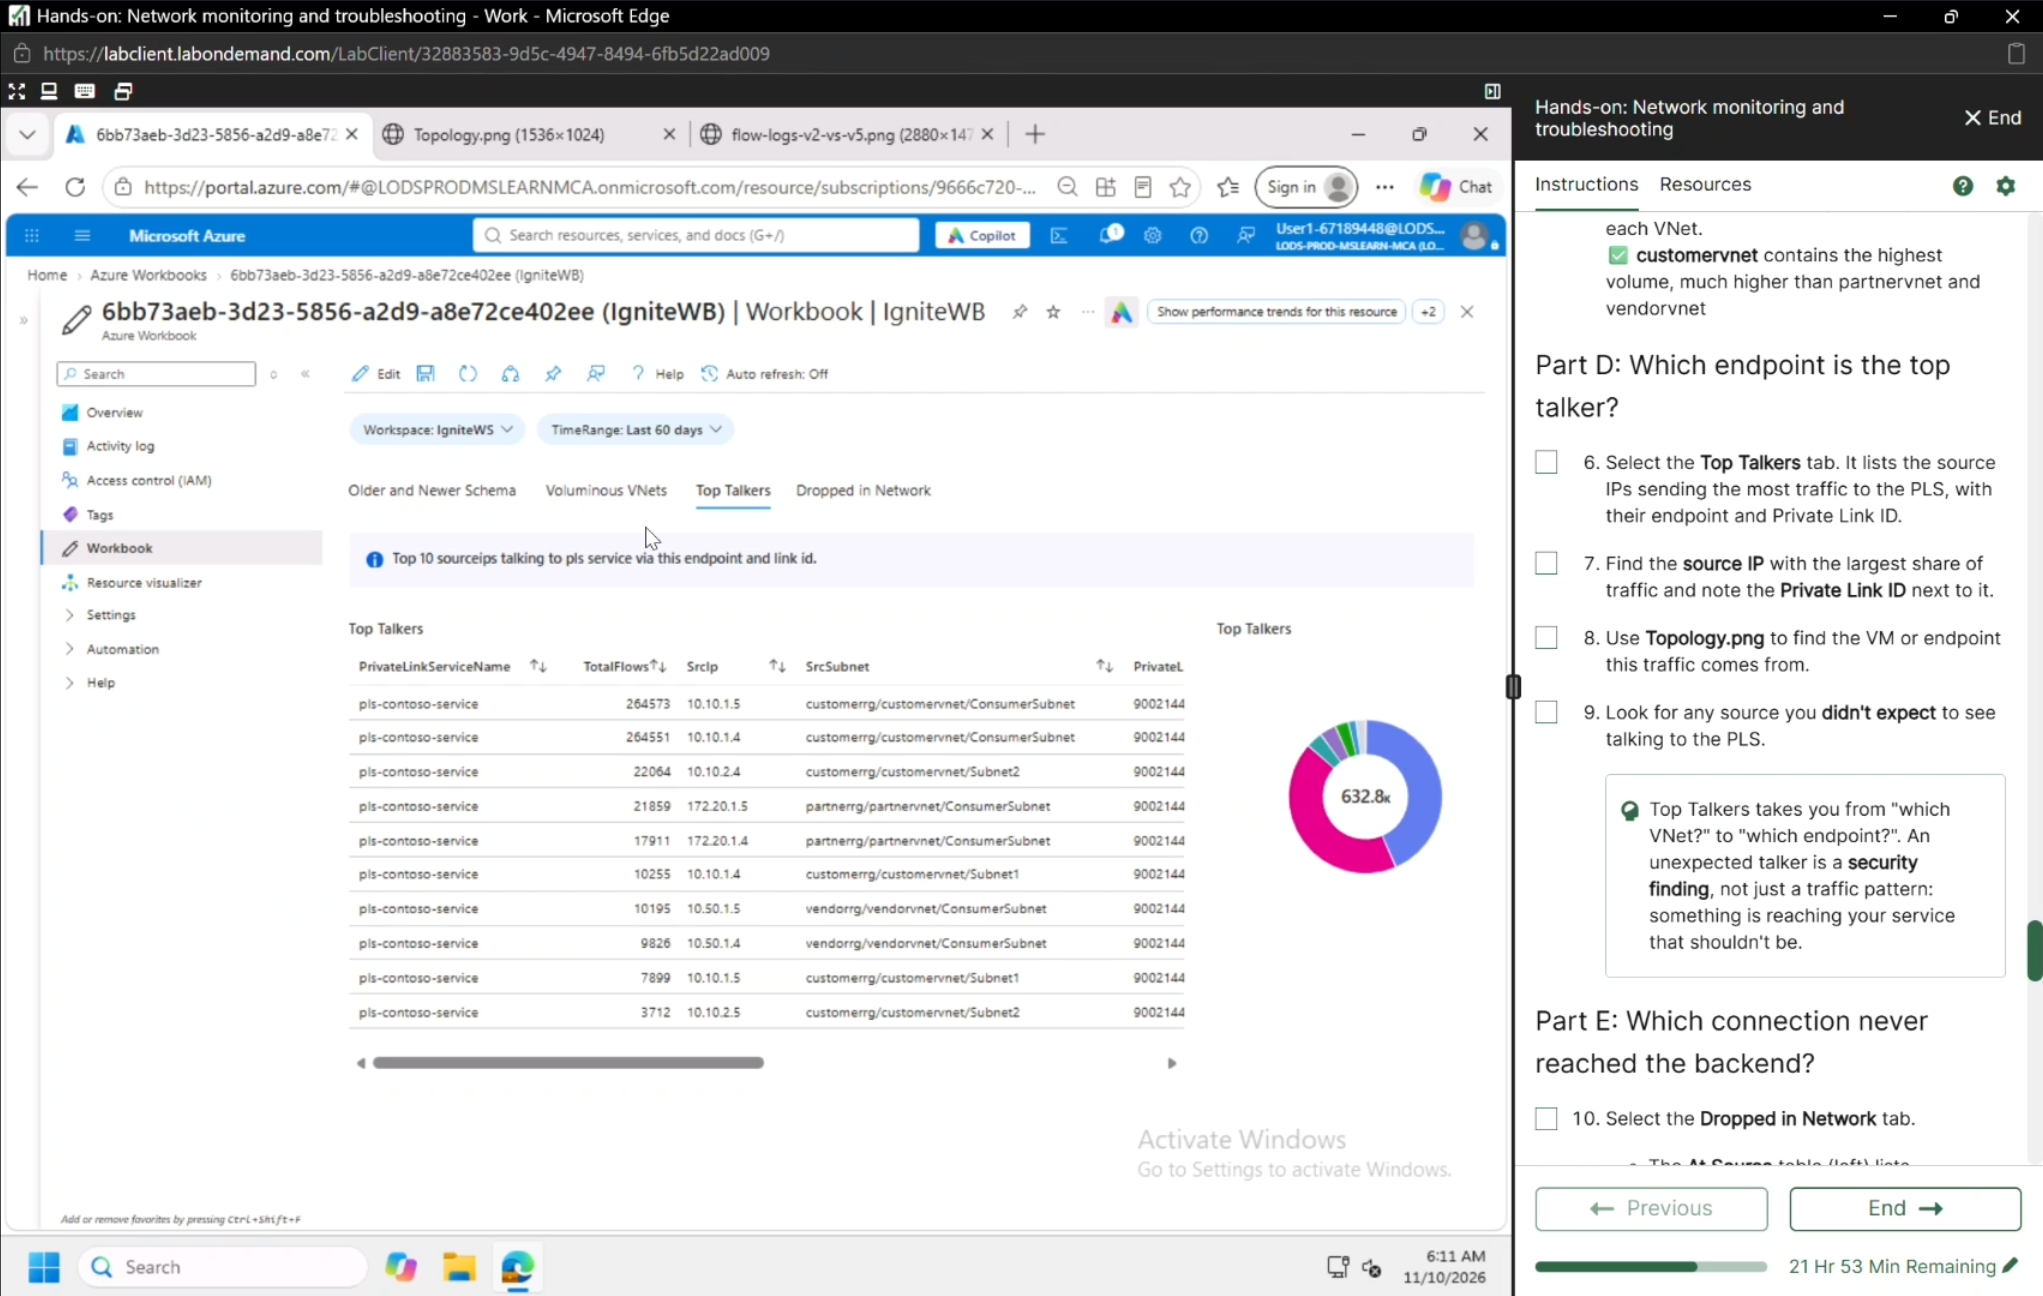 Hands-on: Network monitoring and troubleshooting - Work - Microsoft Edge
https://labclient.labondemand.com/LabClient/32883583-9d5c-4947-8494-6fb5d22ad009
6bb73aeb-3d23-5856-a2d9-a8e72
Topology.png (1536×1024)
flow-logs-v2-vs-v5.png (2880×147
https://portal.azure.com/#@LODSPRODMSLEARNMCA.onmicrosoft.com/resource/subscriptions/9666c720-...
Sign in
Chat
Microsoft Azure
Search resources, services, and docs (G+/)
Copilot
1
User1-67189448@LODS...
LODS-PROD-MSLEARN-MCA (LO...
Home > Azure Workbooks > 6bb73aeb-3d23-5856-a2d9-a8e72ce402ee (IgniteWB)
6bb73aeb-3d23-5856-a2d9-a8e72ce402ee (IgniteWB) | Workbook | IgniteWB
Azure Workbook
Show performance trends for this resource
+2
Search
Overview
Activity log
Access control (IAM)
Tags
Workbook
Resource visualizer
Settings
Automation
Help
Add or remove favorites by pressing Ctrl+Shift+F
Edit
Help
Auto refresh: Off
Workspace: IgniteWS
TimeRange: Last 60 days
Older and Newer Schema
Voluminous VNets
Top Talkers
Dropped in Network
Top 10 sourceips talking to pls service via this endpoint and link id.
Top Talkers
PrivateLinkServiceName TotalFlows SrcIp SrcSubnet PrivateL
pls-contoso-service 264573 10.10.1.5 customerrg/customervnet/ConsumerSubnet 9002144
pls-contoso-service 264551 10.10.1.4 customerrg/customervnet/ConsumerSubnet 9002144
pls-contoso-service 22064 10.10.2.4 customerrg/customervnet/Subnet2 9002144
pls-contoso-service 21859 172.20.1.5 partnerrg/partnervnet/ConsumerSubnet 9002144
pls-contoso-service 17911 172.20.1.4 partnerrg/partnervnet/ConsumerSubnet 9002144
pls-contoso-service 10255 10.10.1.4 customerrg/customervnet/Subnet1 9002144
pls-contoso-service 10195 10.50.1.5 vendorrg/vendorvnet/ConsumerSubnet 9002144
pls-contoso-service 9826 10.50.1.4 vendorrg/vendorvnet/ConsumerSubnet 9002144
pls-contoso-service 7899 10.10.1.5 customerrg/customervnet/Subnet1 9002144
pls-contoso-service 3712 10.10.2.5 customerrg/customervnet/Subnet2 9002144
Top Talkers
632.8K
Activate Windows
Go to Settings to activate Windows.
Search
6:11 AM
11/10/2026
Hands-on: Network monitoring and
troubleshooting
End
Instructions
Resources
each VNet.
✅ customervnet contains the highest
volume, much higher than partnervnet and
vendorvnet
Part D: Which endpoint is the top
talker?
6. Select the Top Talkers tab. It lists the source
IPs sending the most traffic to the PLS, with
their endpoint and Private Link ID.
7. Find the source IP with the largest share of
traffic and note the Private Link ID next to it.
8. Use Topology.png to find the VM or endpoint
this traffic comes from.
9. Look for any source you didn't expect to see
talking to the PLS.
Top Talkers takes you from "which
VNet?" to "which endpoint?". An
unexpected talker is a security
finding, not just a traffic pattern:
something is reaching your service
that shouldn't be.
Part E: Which connection never
reached the backend?
10. Select the Dropped in Network tab.
The At Source table (left) lists
← Previous
End →
21 Hr 53 Min Remaining